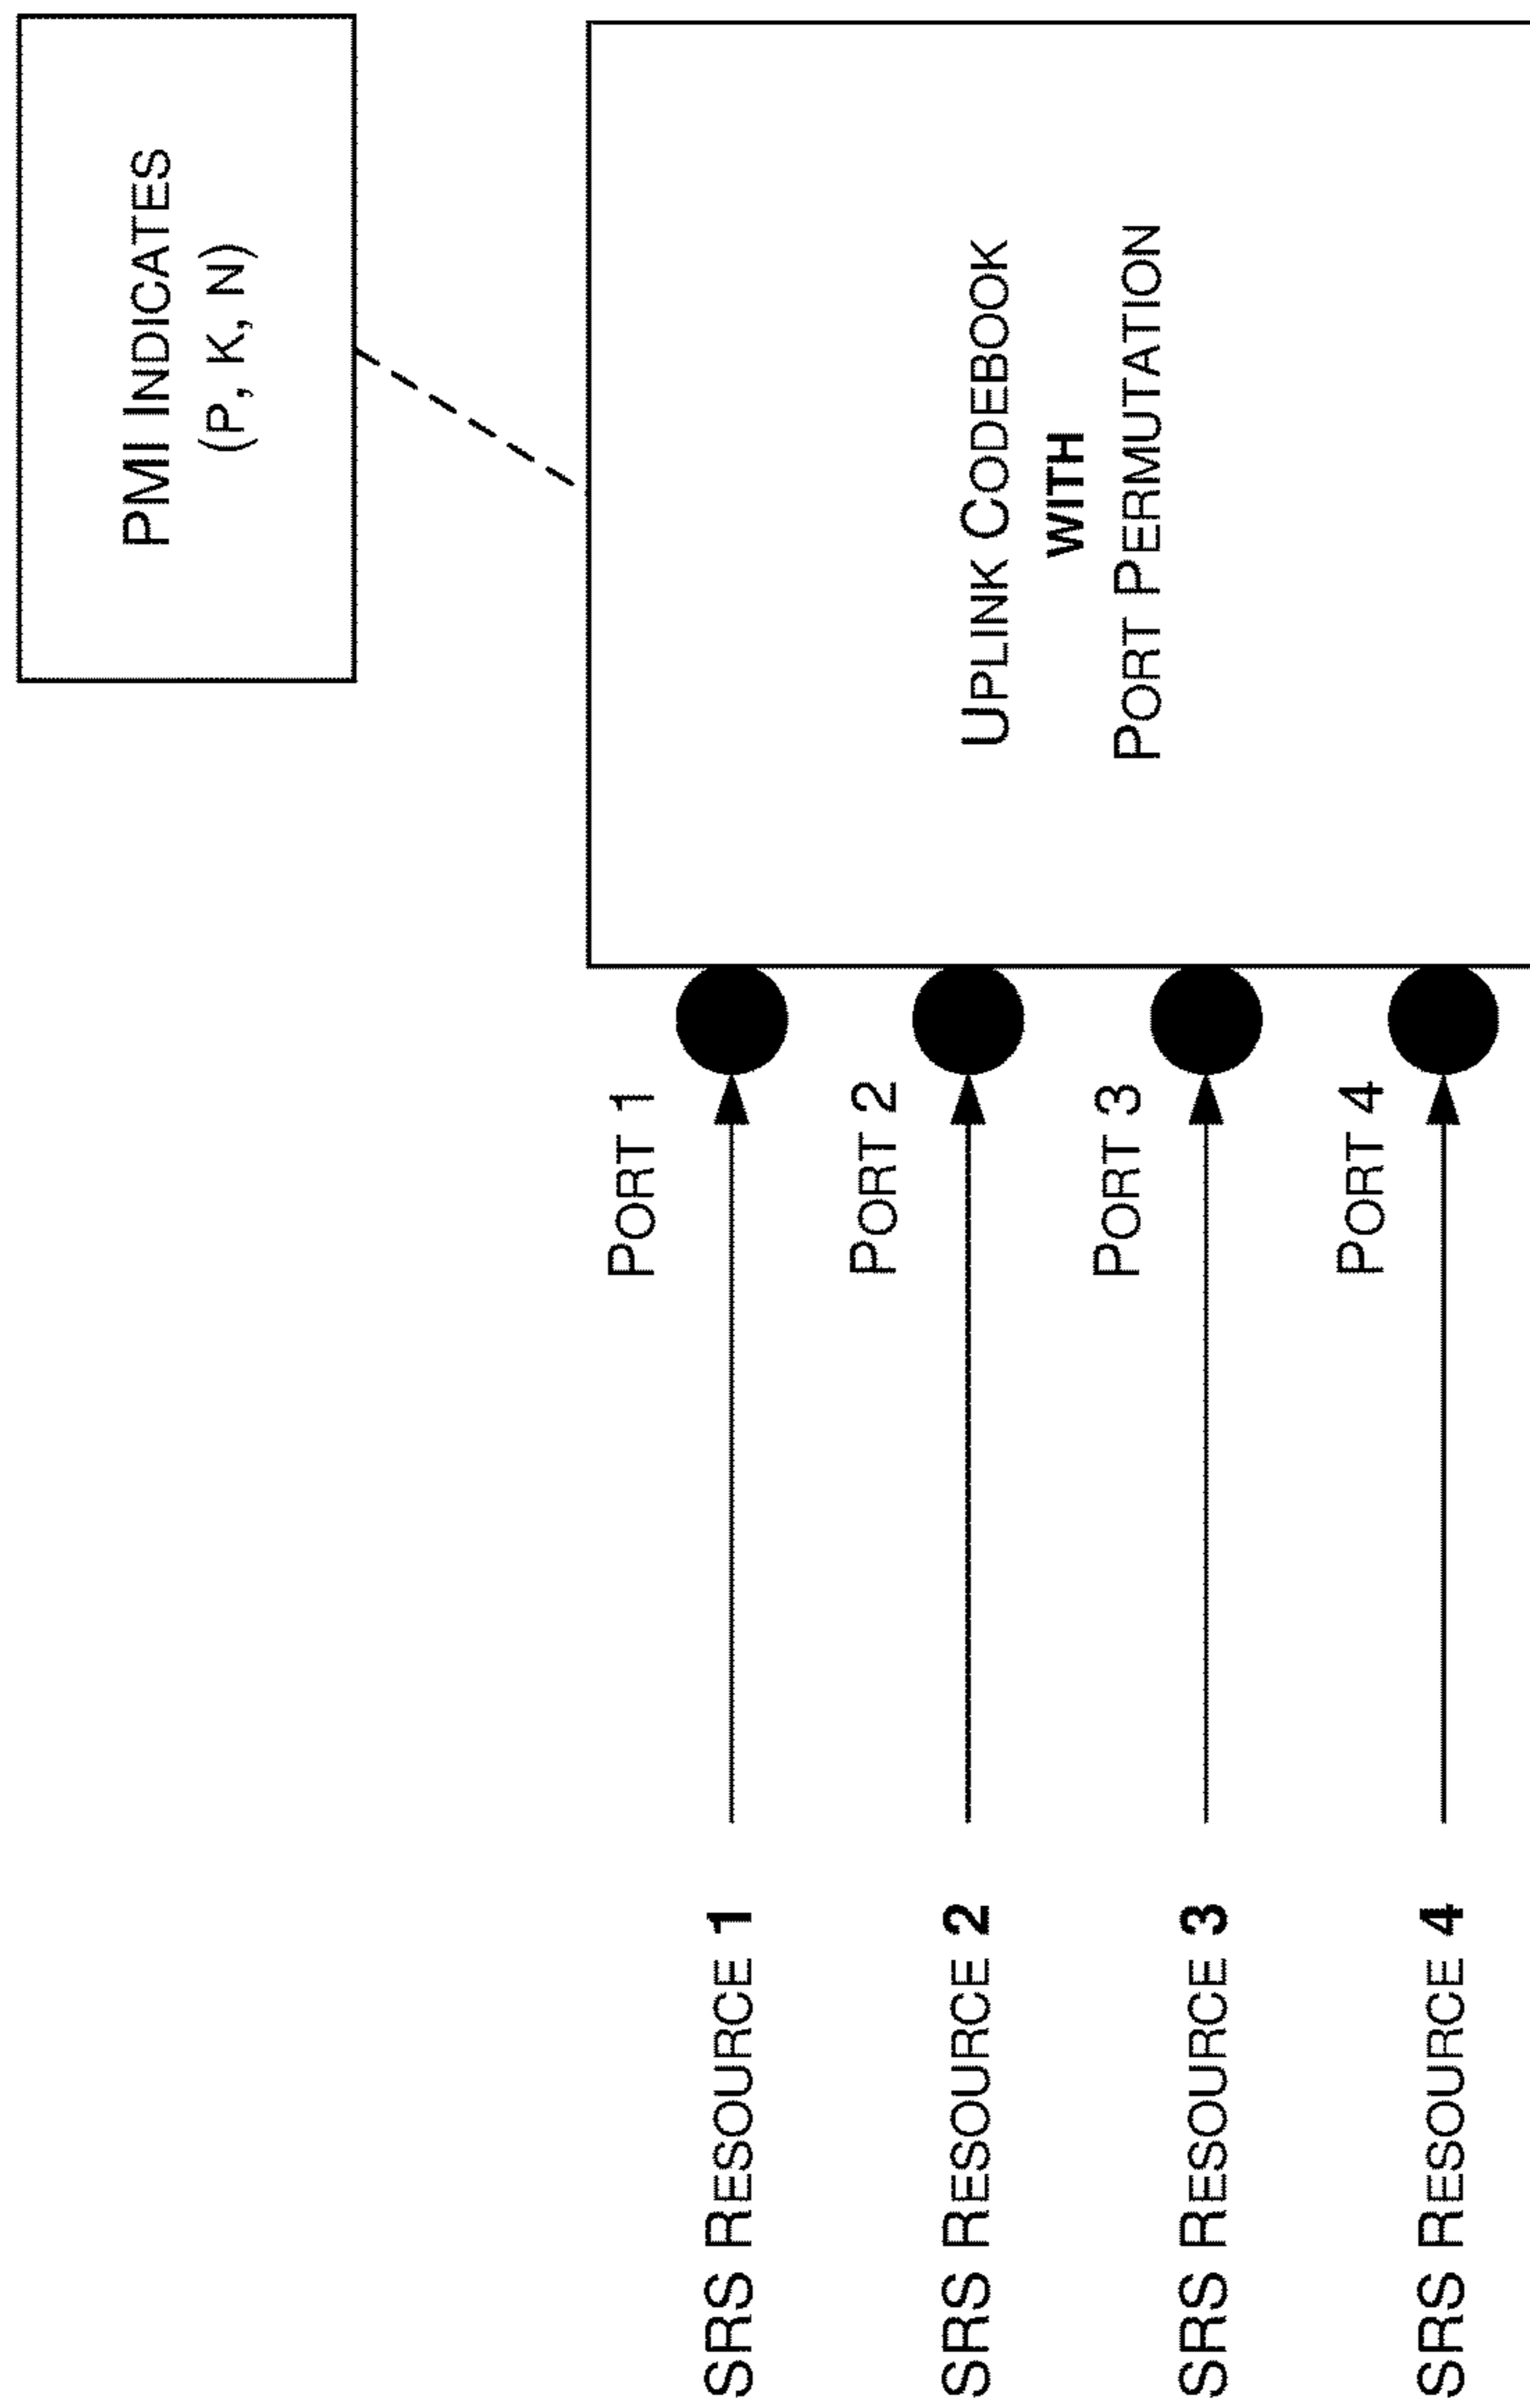 PMI INDICATES
(P, K, N)
UPLINK CODEBOOK
WITH
PORT PERMUTATION
PORT 1
PORT 2
PORT 3
PORT 4
SRS RESOURCE 1
SRS RESOURCE 2
SRS RESOURCE 3
SRS RESOURCE 4